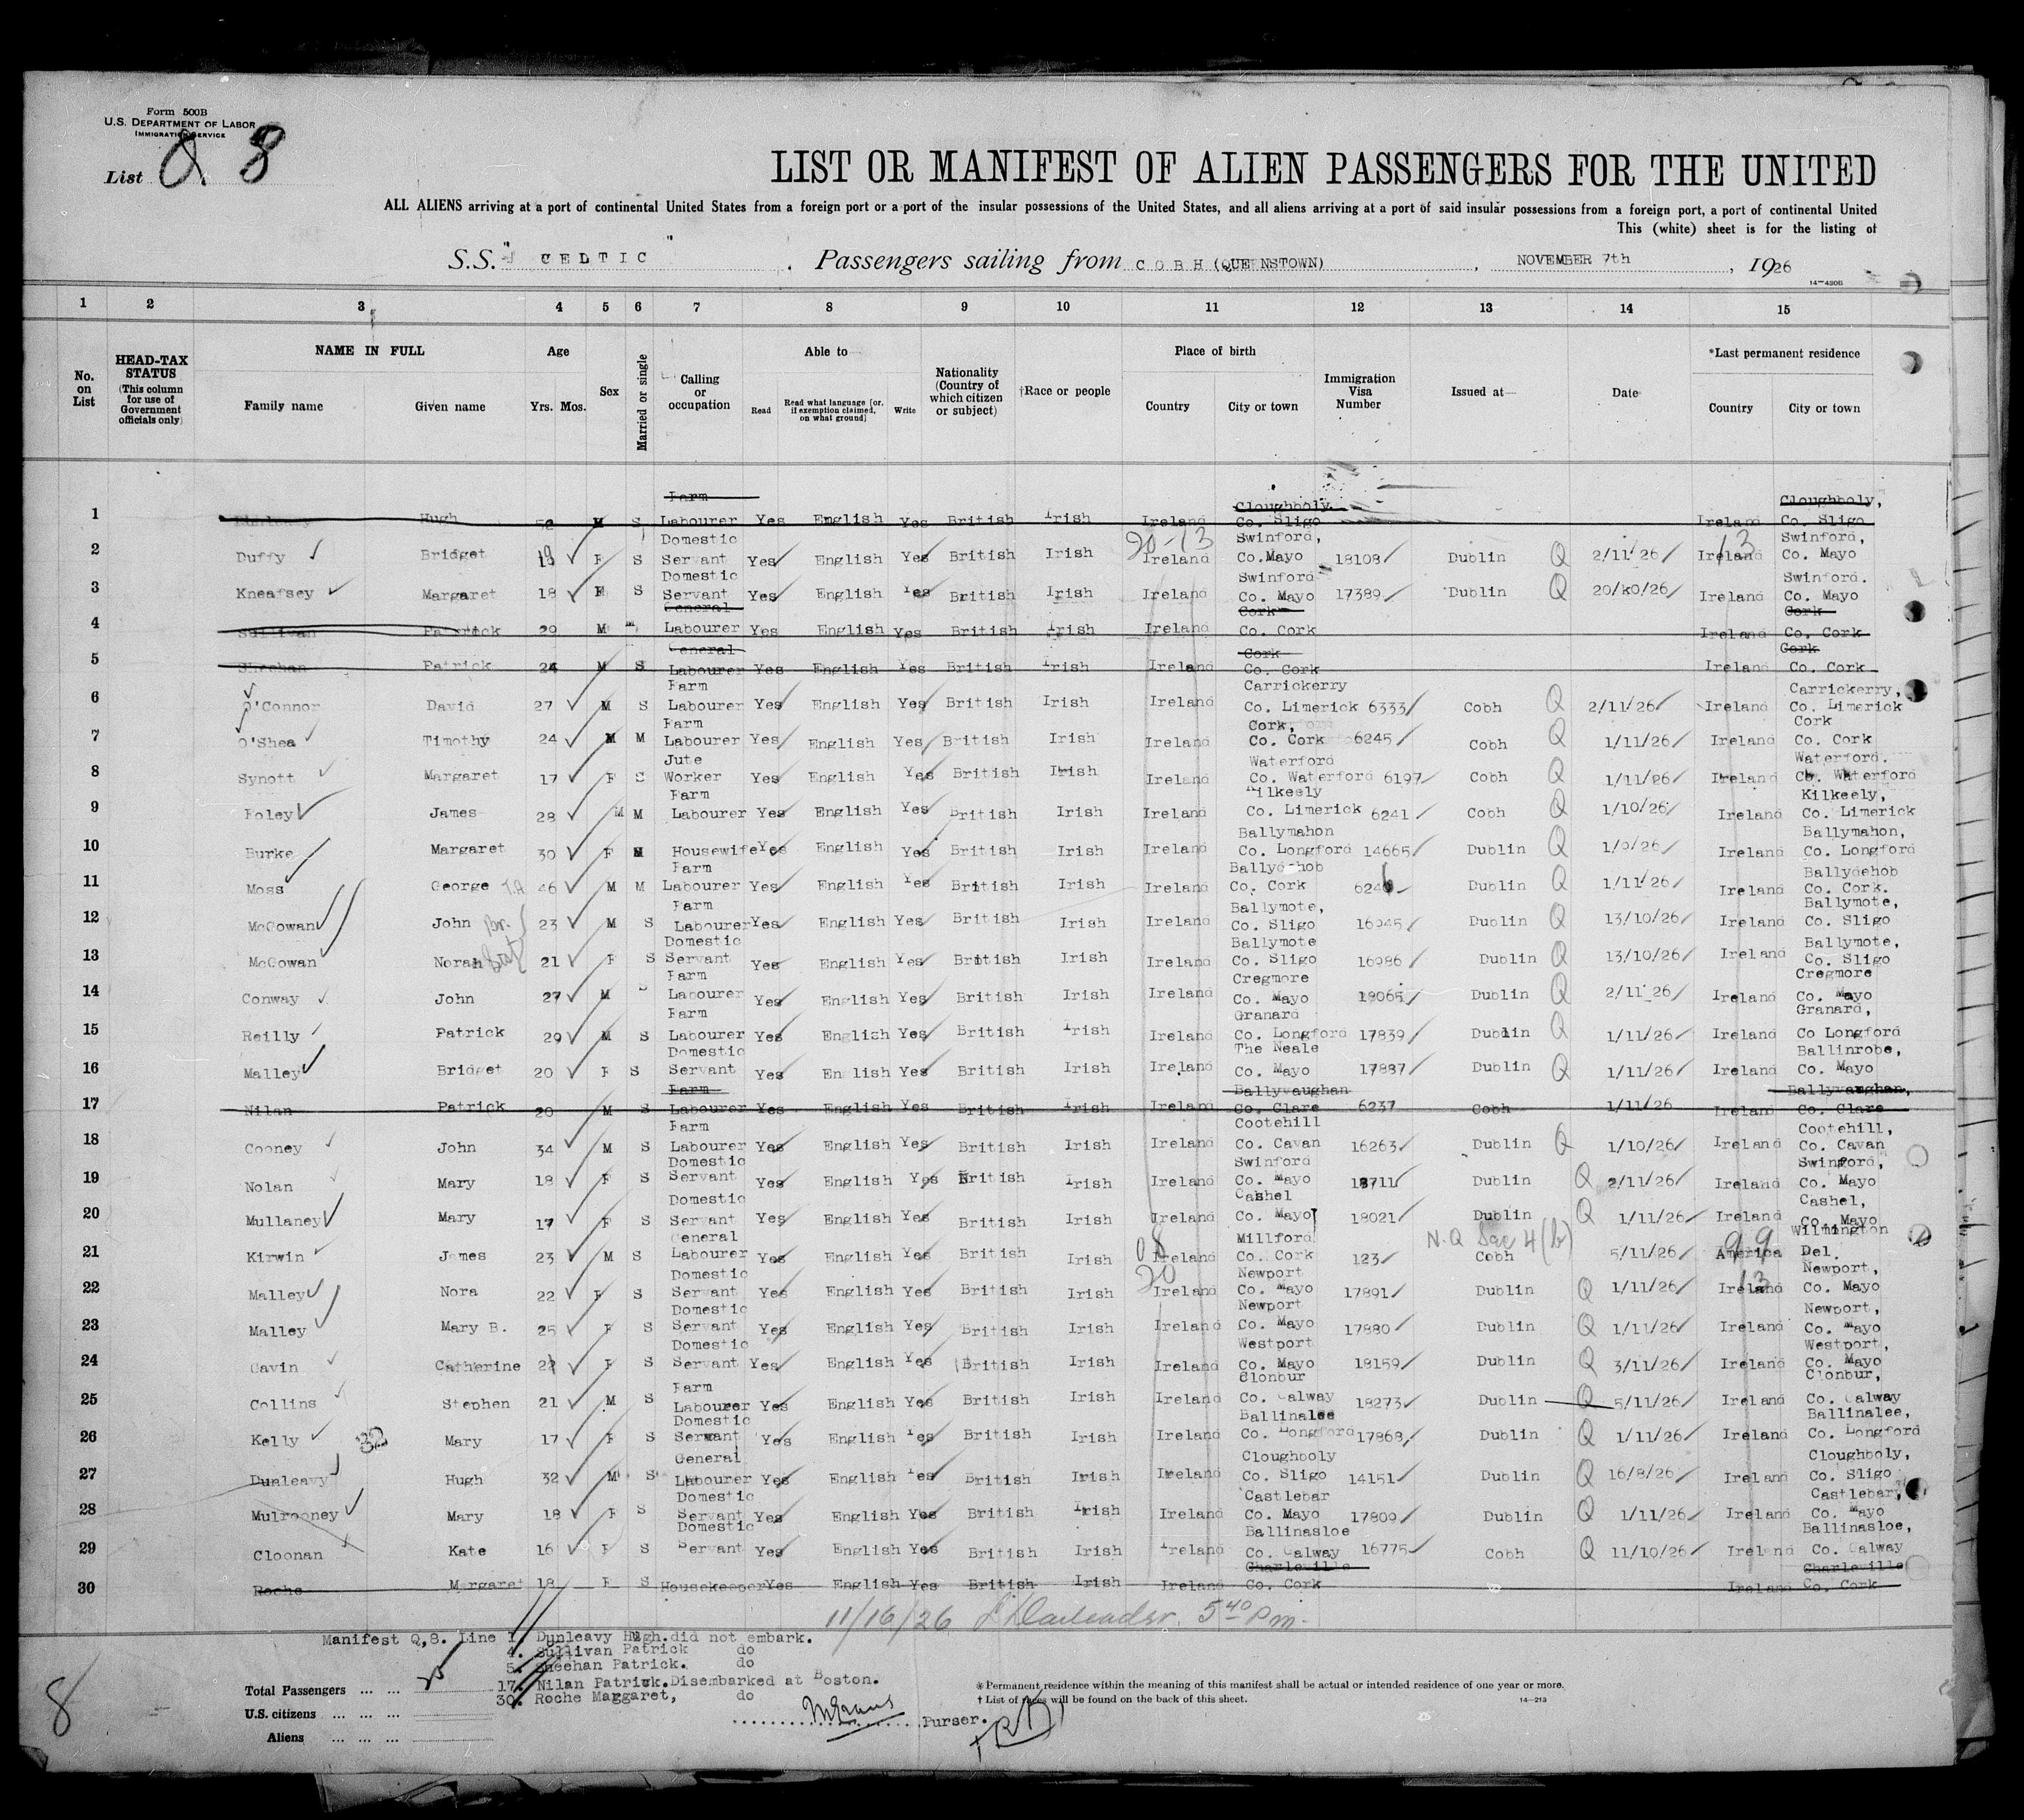 Form 500B
U.S. DEPARTMENT OF LABOR
IMMIGRATION SERVICE
List Q 8
LIST OR MANIFEST OF ALIEN PASSENGERS FOR THE UNITED
ALL ALIENS arriving at a port of continental United States from a foreign port or a port of the insular possessions of the United States, and all aliens arriving at a port of said insular possessions from a foreign port, a port of continental United
This (white) sheet is for the listing of
S.S. "CELTIC" Passengers sailing from COBH (QUEENSTOWN), NOVEMBER 7th, 1926
14—430B
1 2 3 4 5 6 7 8 9 10 11 12 13 14 15
No. on List
HEAD-TAX STATUS (This column for use of Government officials only)
NAME IN FULL Family name Given name
Age Yrs. Mos.
Sex
Married or single
Calling or occupation
Able to Read Read what language [or, if exemption claimed, on what ground] Write
Nationality (Country of which citizen or subject)
†Race or people
Place of birth Country City or town
Immigration Visa Number
Issued at
Date
*Last permanent residence Country City or town
1 Hugh M S Farm Labourer Yes English Yes British Irish Ireland Cloughboly Co. Sligo Ireland Cloughboly, Co. Sligo
20-13 13
2 Duffy Bridget F S Domestic Servant Yes English Yes British Irish Ireland Swinford, Co.Mayo 18108 Dublin Q 2/11/26 Ireland Swinford, Co. Mayo
3 Kneafsey Margaret 18 F S Domestic Servant Yes English Yes British Irish Ireland Swinford Co. Mayo 17389 Dublin Q 20/10/26 Ireland Swinford. Co. Mayo
4 Sullivan Patrick 29 M M General Labourer Yes English Yes British Irish Ireland Cork Co. Cork Ireland Cork Co. Cork
5 Sheehan Patrick 24 M S General Labourer Yes English Yes British Irish Ireland Cork Co. Cork Ireland Cork Co. Cork
6 O'Connor David 27 M S Farm Labourer Yes English Yes British Irish Ireland Carrickerry Co. Limerick 6333 Cobh Q 2/11/26 Ireland Carrickerry, Co. Limerick
7 O'Shea Timothy 24 M M Farm Labourer Yes English Yes British Irish Ireland Cork, Co. Cork 6245 Cobh Q 1/11/26 Ireland Cork Co. Cork
8 Synott Margaret 17 F S Jute Worker Yes English Yes British Irish Ireland Waterford Co. Waterford 6197 Cobh Q 1/11/26 Ireland Waterford. Co. Waterford
9 Foley James 28 M M Farm Labourer Yes English Yes British Irish Ireland Kilkeely Co. Limerick 6241 Cobh Q 1/10/26 Ireland Kilkeely, Co. Limerick
10 Burke Margaret 30 F M Housewife Yes English Yes British Irish Ireland Ballymahon Co. Longford 14665 Dublin Q 1/9/26 Ireland Ballymahon, Co. Longford
11 Moss George 46 M M Farm Labourer Yes English Yes British Irish Ireland Ballydehob Co. Cork 6246 Dublin Q 1/11/26 Ireland Ballydehob Co. Cork.
12 McGowan John Br. 23 M S Farm Labourer Yes English Yes British Irish Ireland Ballymote, Co. Sligo 16945 Dublin Q 13/10/26 Ireland Ballymote, Co. Sligo
13 McGowan Norah 21 F S Domestic Servant Yes English Yes British Irish Ireland Ballymote Co. Sligo 16986 Dublin Q 13/10/26 Ireland Ballymote, Co. Sligo
14 Conway John 27 M S Farm Labourer Yes English Yes British Irish Ireland Cregmore Co. Mayo 18065 Dublin Q 2/11/26 Ireland Cregmore Co. Mayo
15 Reilly Patrick 29 M S Farm Labourer Yes English Yes British Irish Ireland Granard Co. Longford 17839 Dublin Q 1/11/26 Ireland Granard, Co Longford
16 Malley Bridget 20 F S Domestic Servant Yes English Yes British Irish Ireland The Neale Co. Mayo 17887 Dublin Q 1/11/26 Ireland Ballinrobe, Co. Mayo
17 Nilan Patrick 20 M S Farm Labourer Yes English Yes British Irish Ireland Ballyvaughan Co. Clare 6237 Cobh 1/11/26 Ireland Ballyvaughan, Co. Clare
18 Cooney John 34 M S Farm Labourer Yes English Yes British Irish Ireland Cootehill Co. Cavan 16263 Dublin Q 1/10/26 Ireland Cootehill, Co. Cavan
19 Nolan Mary 18 F S Domestic Servant Yes English Yes British Irish Ireland Swinford Co. Mayo 18711 Dublin Q 2/11/26 Ireland Swinford, Co. Mayo
20 Mullaney Mary 17 F S Domestic Servant Yes English Yes British Irish Ireland Cashel Co. Mayo 18021 Dublin Q 1/11/26 Ireland Cashel, Co. Mayo
08 N.Q Sec 4 (b) 99
21 Kirwin James 23 M S General Labourer Yes English Yes British Irish Ireland Millford Co. Cork 123 Cobh 5/11/26 America Wilmington Del.
20 13
22 Malley Nora 22 F S Domestic Servant Yes English Yes British Irish Ireland Newport Co. Mayo 17891 Dublin Q 1/11/26 Ireland Newport, Co. Mayo
23 Malley Mary B. 25 F S Domestic Servant Yes English Yes British Irish Ireland Newport Co. Mayo 17880 Dublin Q 1/11/26 Ireland Newport, Co. Mayo
24 Gavin Catherine F S Domestic Servant Yes English Yes British Irish Ireland Westport Co. Mayo 18159 Dublin Q 3/11/26 Ireland Westport, Co. Mayo
25 Collins Stephen 21 M S Farm Labourer Yes English Yes British Irish Ireland Clonbur Co. Galway 18273 Dublin Q 5/11/26 Ireland Clonbur, Co. Galway
26 Kelly 32 Mary 17 F S Domestic Servant Yes English Yes British Irish Ireland Ballinalee Co. Longford 17868 Dublin Q 1/11/26 Ireland Ballinalee, Co. Longford
27 Dunleavy Hugh 32 M S General Labourer Yes English Yes British Irish Ireland Cloughboly Co. Sligo 14151 Dublin Q 16/8/26 Ireland Cloughboly, Co. Sligo
28 Mulrooney Mary 18 F S Domestic Servant Yes English Yes British Irish Ireland Castlebar Co. Mayo 17809 Dublin Q 1/11/26 Ireland Castlebar, Co. Mayo
29 Cloonan Kate 16 F S Domestic Servant Yes English Yes British Irish Ireland Ballinasloe Co. Galway 16775 Cobh Q 11/10/26 Ireland Ballinasloe, Co. Galway
30 Roche Margaret 18 F S Housekeeper Yes English Yes British Irish Ireland Charleville Co. Cork Ireland Charleville Co. Cork
11/16/26 5 40 Pm.
Manifest Q,8. Line 1. Dunleavy Hugh.did not embark.
4. Sullivan Patrick do
5. Sheehan Patrick. do
17. Nilan Patrick.Disembarked at Boston.
30. Roche Margaret, do
Total Passengers ... ... 25
U.S. citizens ... ... ...
Aliens ... ... ...
Purser.
* Permanent residence within the meaning of this manifest shall be actual or intended residence of one year or more.
† List of races will be found on the back of this sheet. 14—213
8